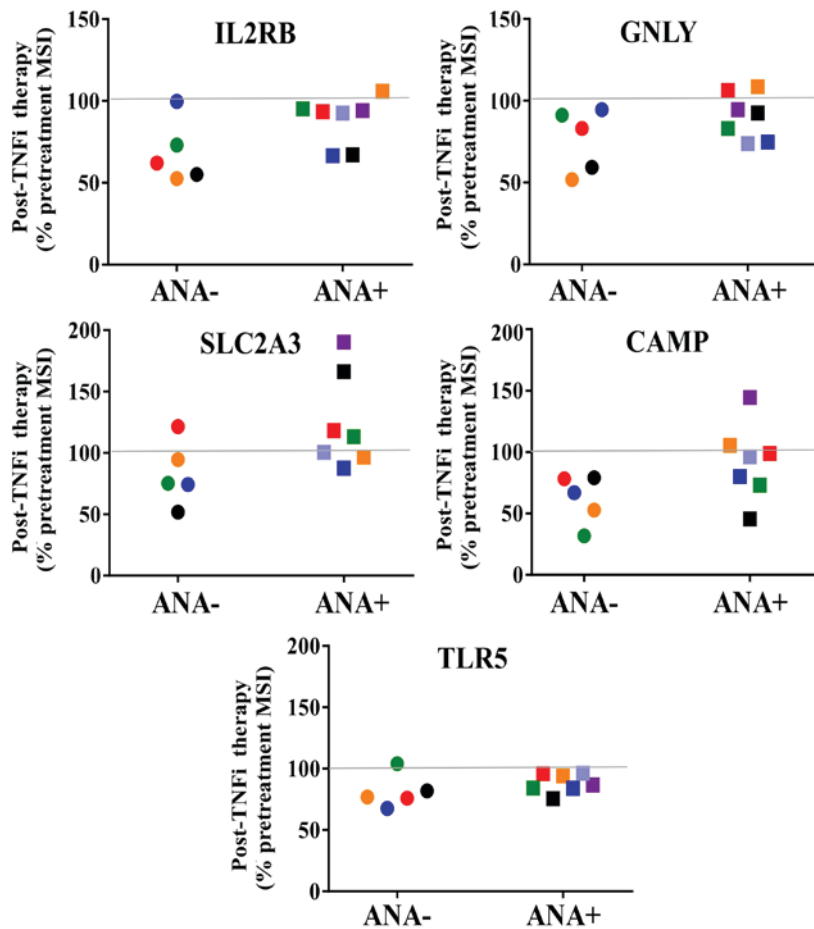 IL2RB
Post-TNFi therapy
(% pretreatment MSI)
150
100
50
0
ANA-
ANA+
GNLY
Post-TNFi therapy
(% pretreatment MSI)
150
100
50
0
ANA-
ANA+
SLC2A3
Post-TNFi therapy
(% pretreatment MSI)
200
150
100
50
0
ANA-
ANA+
CAMP
Post-TNFi therapy
(% pretreatment MSI)
200
150
100
50
0
ANA-
ANA+
TLR5
Post-TNFi therapy
(% pretreatment MSI)
200
150
100
50
0
ANA-
ANA+